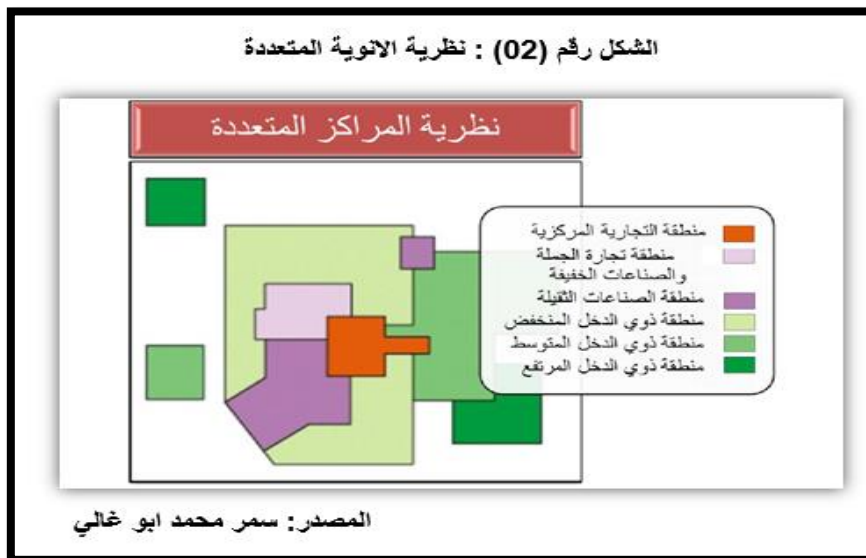 الشكل رقم (02) : نظرية الانوية المتعددة
نظرية المراكز المتعددة
منطقة التجارية المركزية
منطقة تجارة الجملة
والصناعات الخفيفة
منطقة الصناعات الثقيلة
منطقة ذوي الدخل المنخفض
منطقة ذوي الدخل المتوسط
منطقة ذوي الدخل المرتفع
المصدر: سمر محمد ابو غالي